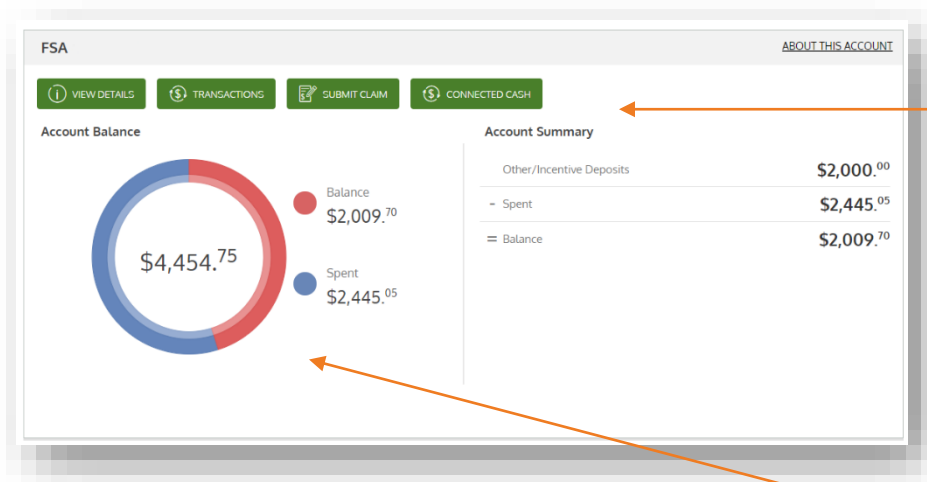 FSA
ABOUT THIS ACCOUNT
VIEW DETAILS
TRANSACTIONS
SUBMIT CLAIM
CONNECTED CASH
Account Balance
$4,454.75
Balance
$2,009.70
Spent
$2,445.05
Account Summary
Other/Incentive Deposits $2,000.00
- Spent $2,445.05
= Balance $2,009.70